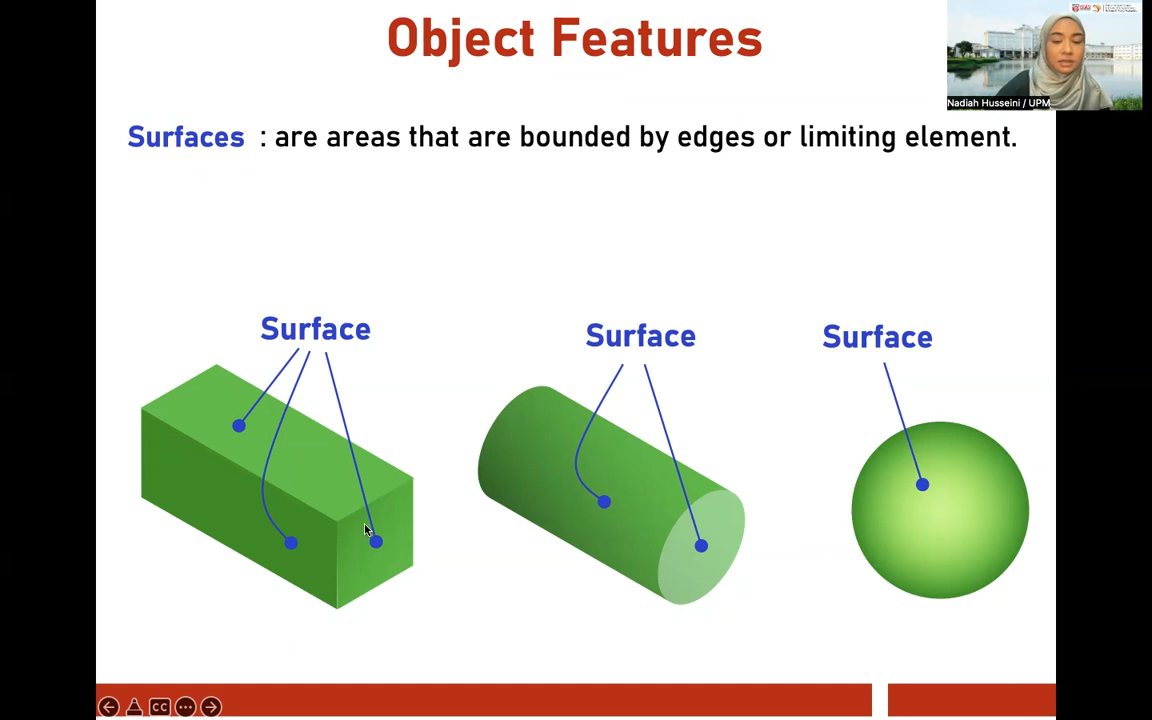 Object Features
Nadiah Husseini / UPM
Surfaces : are areas that are bounded by edges or limiting element.
Surface
Surface
Surface
CC